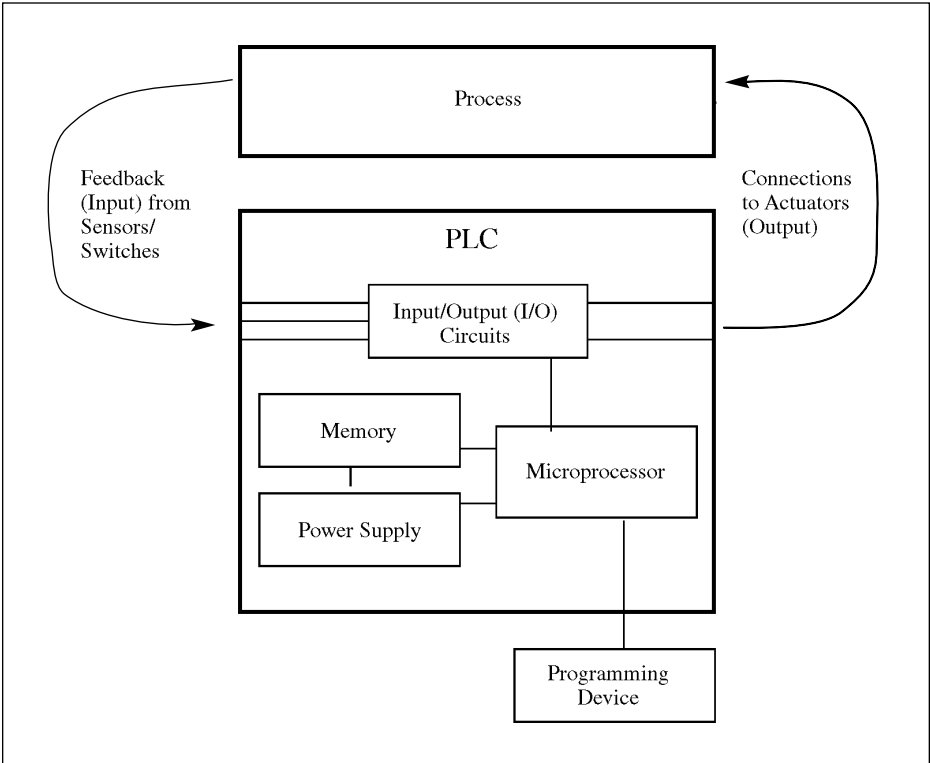 Process
Feedback
(Input) from
Sensors/
Switches
Connections
to Actuators
(Output)
PLC
Input/Output (I/O)
Circuits
Memory
Microprocessor
Power Supply
Programming
Device